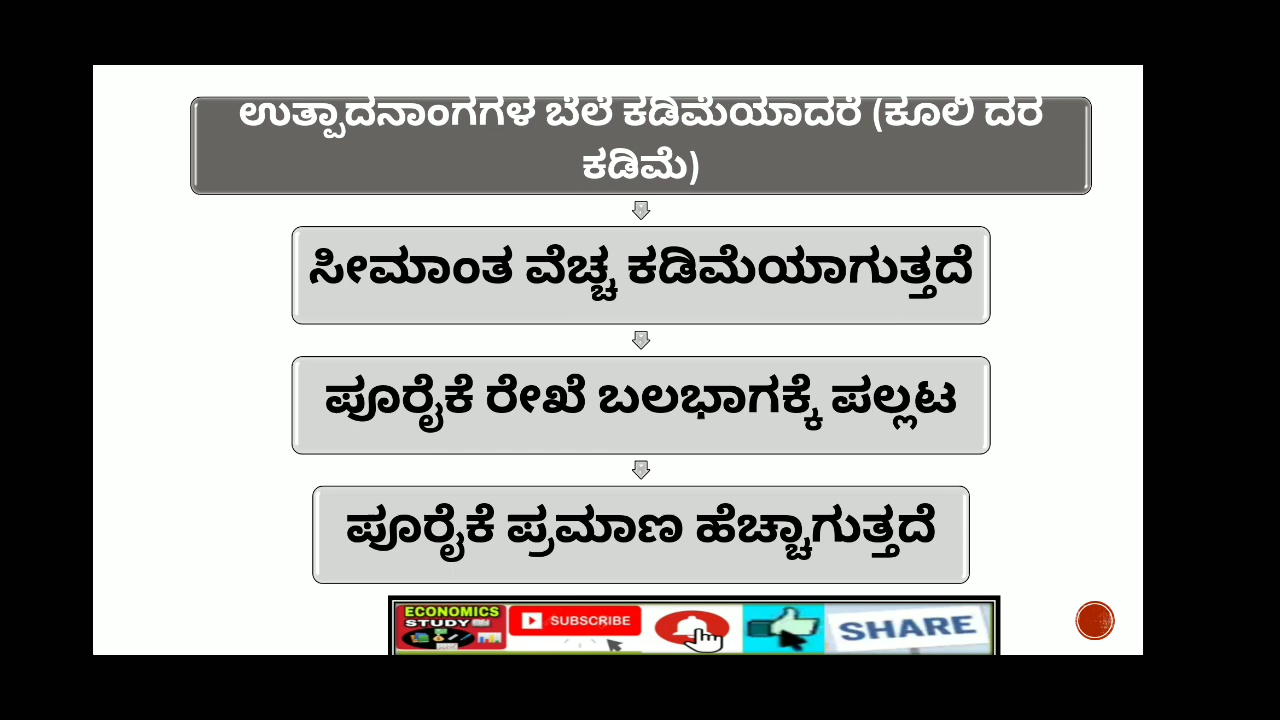 ಉತ್ಪಾದನಾಂಗಗಳ ಬೆಲೆ ಕಡಿಮೆಯಾದರೆ (ಕೂಲಿ ದರ
ಕಡಿಮೆ)
ಸೀಮಾಂತ ವೆಚ್ಚ ಕಡಿಮೆಯಾಗುತ್ತದೆ
ಪೂರೈಕೆ ರೇಖೆ ಬಲಭಾಗಕ್ಕೆ ಪಲ್ಲಟ
ಪೂರೈಕೆ ಪ್ರಮಾಣ ಹೆಚ್ಚಾಗುತ್ತದೆ
ECONOMICS
STUDY
SUBSCRIBE
SHARE